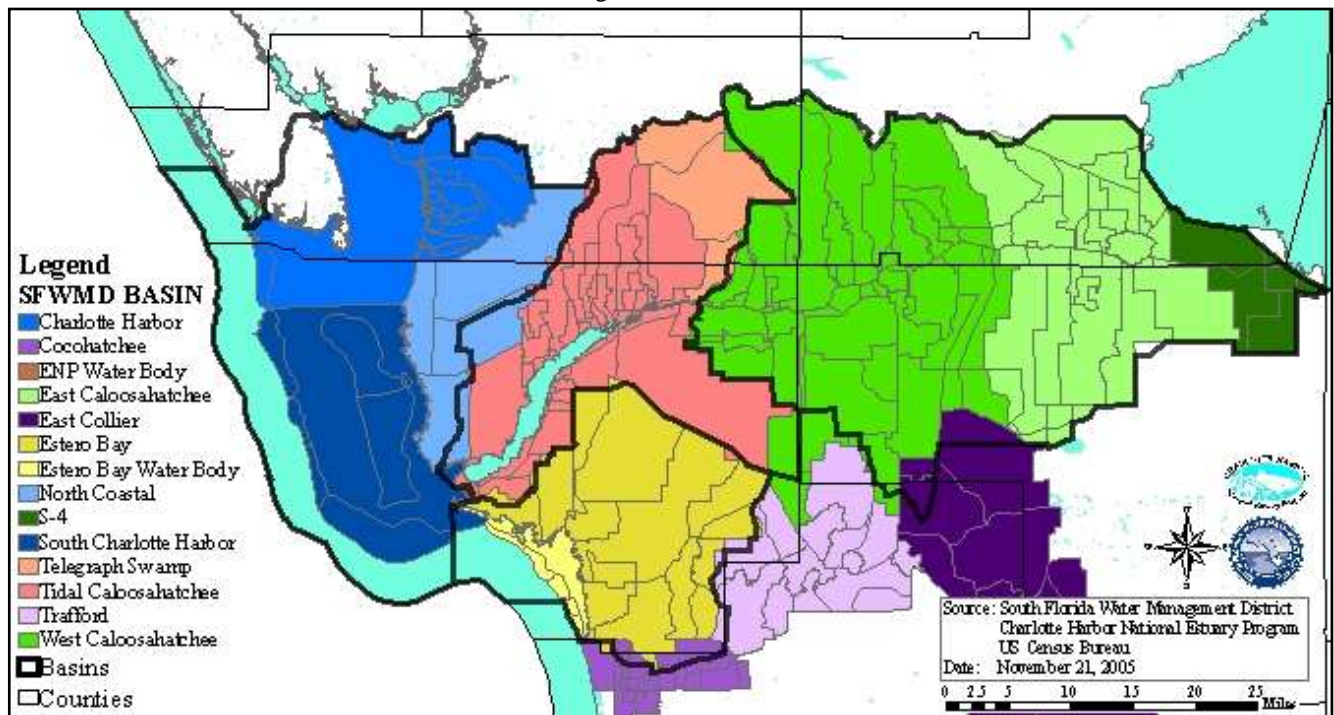 Legend
SFWMD BASIN
Charlotte Harbor
Cocohatchee
ENP Water Body
East Caloosahatchee
East Collier
Estero Bay
Estero Bay Water Body
North Coastal
S-4
South Charlotte Harbor
Telegraph Swamp
Tidal Caloosahatchee
Trafford
West Caloosahatchee
Basins
Counties
Source: South Florida Water Management District
Charlotte Harbor National Estuary Program
US Census Bureau
Date: November 21, 2005
0 2.5 5 10 15 20 25
Miles